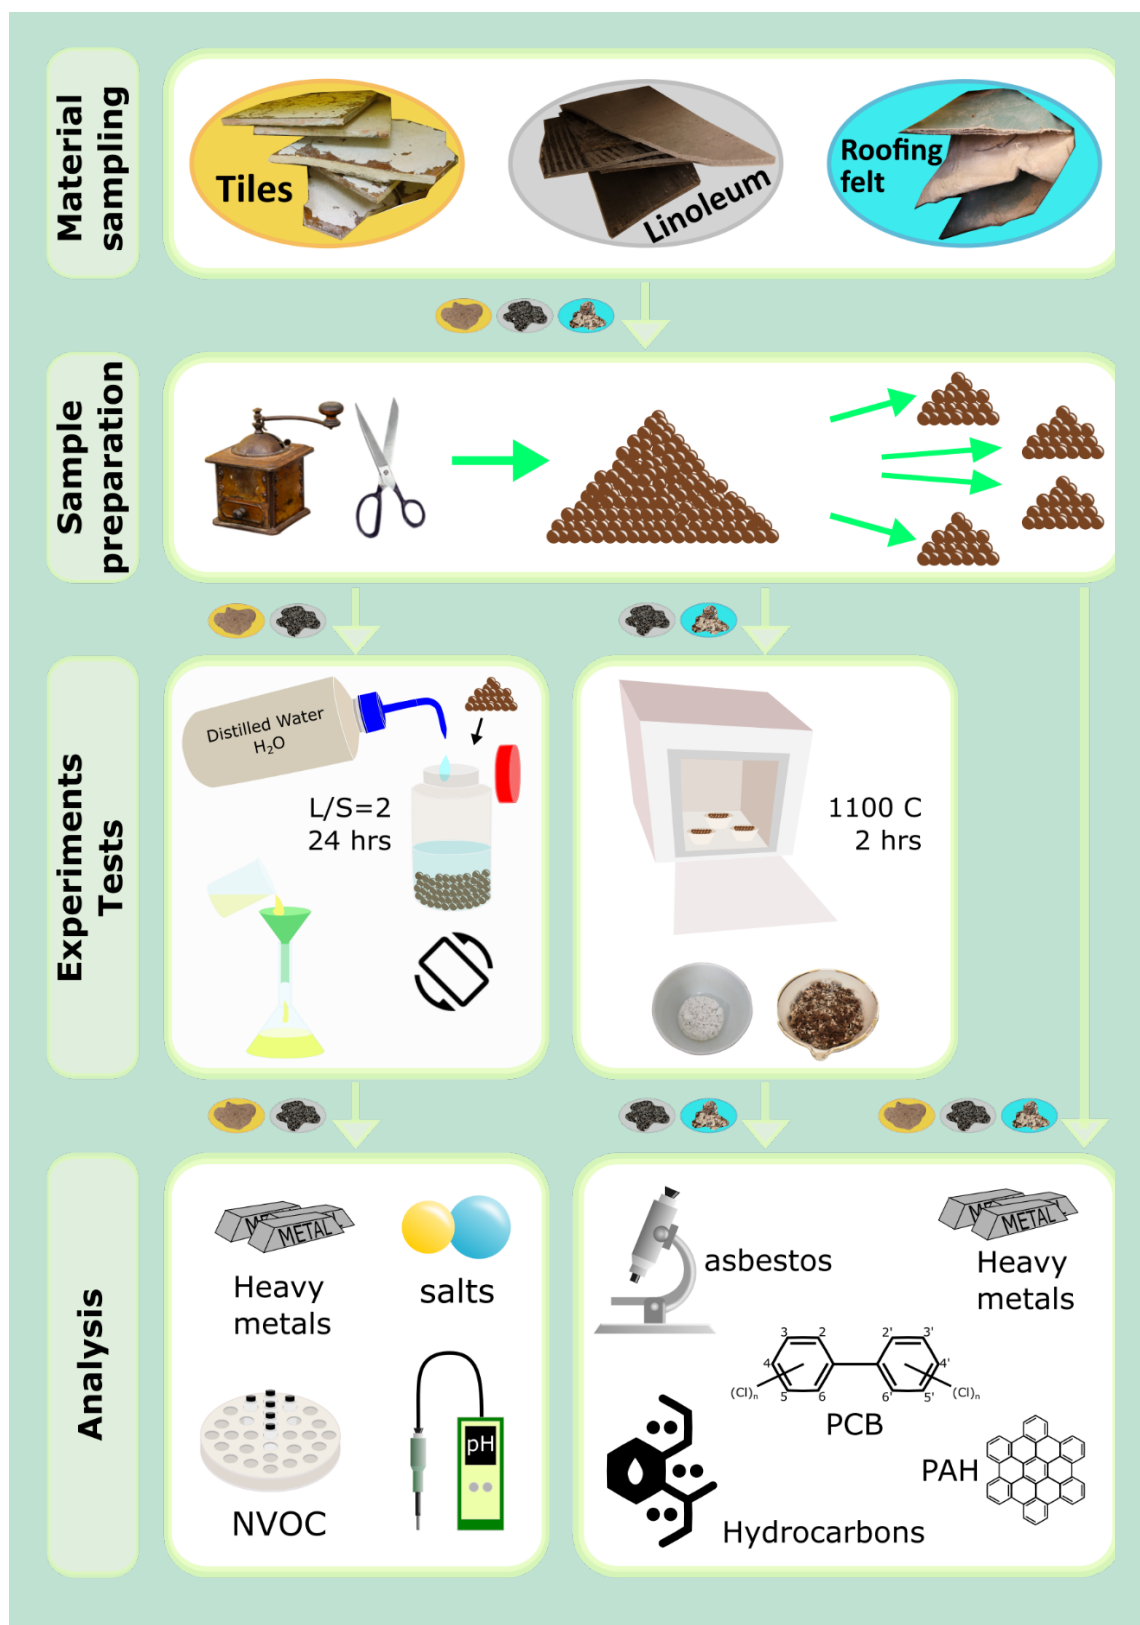 Material
sampling
Tiles
Linoleum
Roofing
felt
Sample
preparation
Experiments
Tests
Distilled Water
H₂O
L/S=2
24 hrs
1100 C
2 hrs
Analysis
METAL
Heavy
metals
salts
NVOC
pH
asbestos
METAL
Heavy
metals
3 2 2' 3'
4 4'
(Cl)n 5 6 6' 5' (Cl)n
PCB
PAH
Hydrocarbons